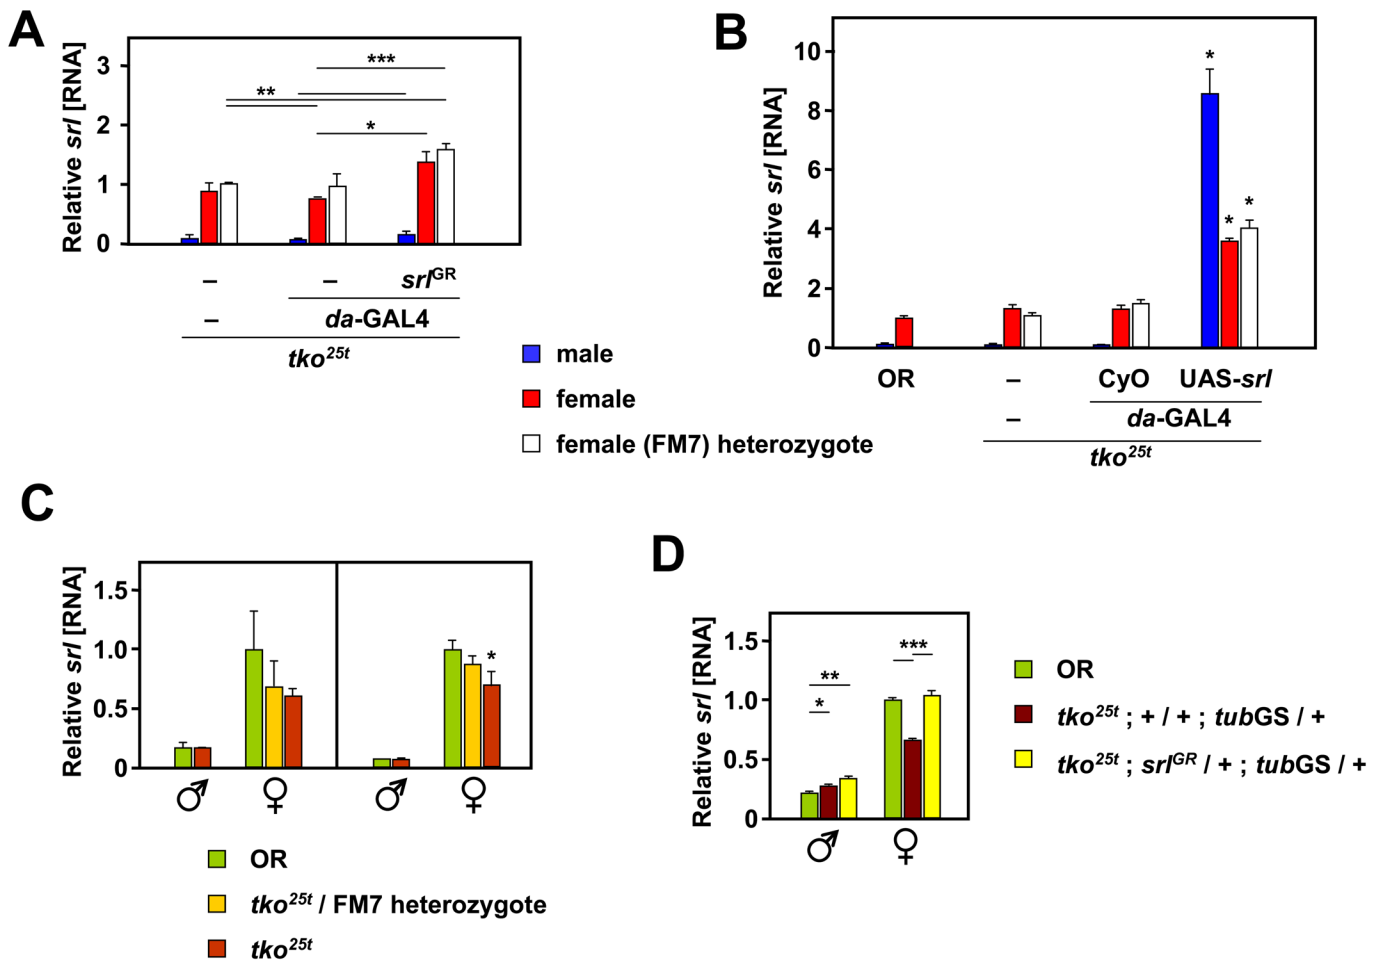 A
Relative srl [RNA]
3
2
1
0
***
**
*
– – srlGR
– da-GAL4
tko25t
male
female
female (FM7) heterozygote
B
Relative srl [RNA]
10
8
6
4
2
0
*
*
*
OR – CyO UAS-srl
– da-GAL4
tko25t
C
Relative srl [RNA]
1.5
1.0
0.5
0
*
♂ ♀ ♂ ♀
OR
tko25t / FM7 heterozygote
tko25t
D
Relative srl [RNA]
1.5
1.0
0.5
0
***
**
*
♂ ♀
OR
tko25t ; + / + ; tubGS / +
tko25t ; srlGR / + ; tubGS / +